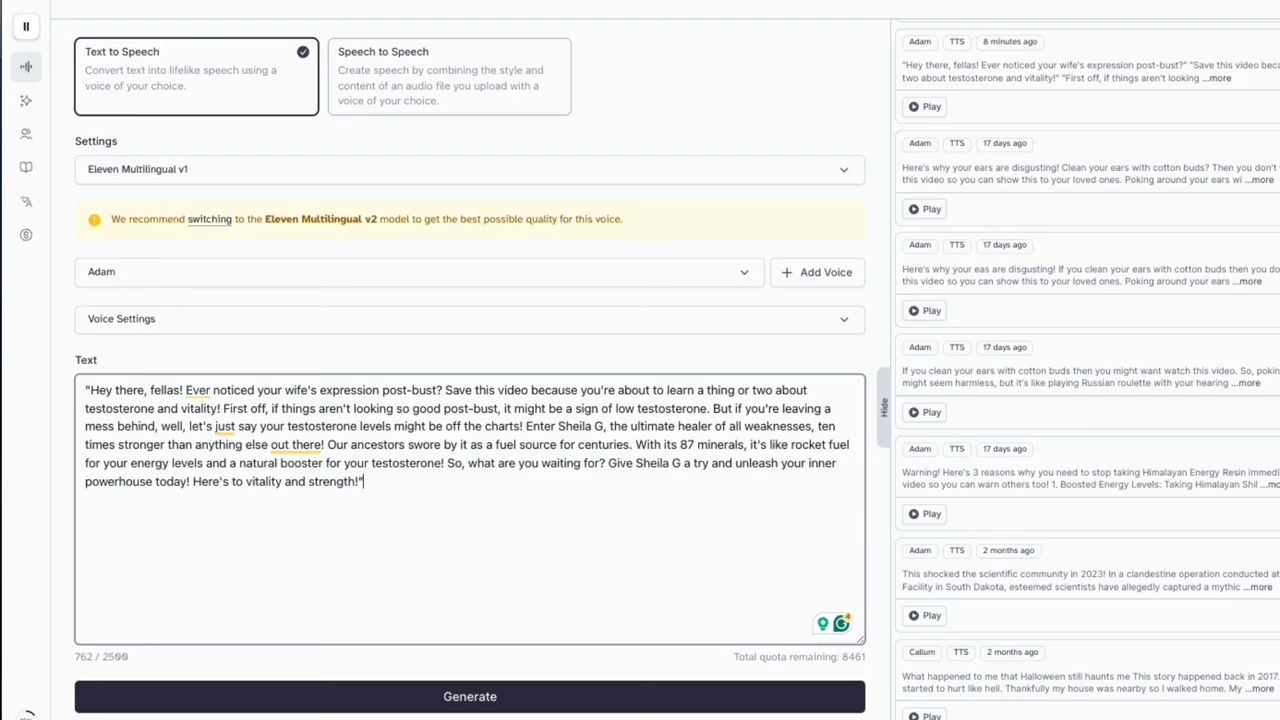 Text to Speech
Convert text into lifelike speech using a
voice of your choice.
Speech to Speech
Create speech by combining the style and
content of an audio file you upload with a
voice of your choice.
Settings
Eleven Multilingual v1
We recommend switching to the Eleven Multilingual v2 model to get the best possible quality for this voice.
Adam
Add Voice
Voice Settings
Text
"Hey there, fellas! Ever noticed your wife's expression post-bust? Save this video because you're about to learn a thing or two about
testosterone and vitality! First off, if things aren't looking so good post-bust, it might be a sign of low testosterone. But if you're leaving a
mess behind, well, let's just say your testosterone levels might be off the charts! Enter Sheila G, the ultimate healer of all weaknesses, ten
times stronger than anything else out there! Our ancestors swore by it as a fuel source for centuries. With its 87 minerals, it's like rocket fuel
for your energy levels and a natural booster for your testosterone! So, what are you waiting for? Give Sheila G a try and unleash your inner
powerhouse today! Here's to vitality and strength!"
762 / 2500
Total quota remaining: 8461
Generate
Hide
Adam TTS 8 minutes ago
"Hey there, fellas! Ever noticed your wife's expression post-bust?" "Save this video beca
two about testosterone and vitality!" "First off, if things aren't looking ...more
Play
Adam TTS 17 days ago
Here's why your ears are disgusting! Clean your ears with cotton buds? Then you don't
this video so you can show this to your loved ones. Poking around your ears wi ...more
Play
Adam TTS 17 days ago
Here's why your eas are disgusting! If you clean your ears with cotton buds then you do
this video so you can show this to your loved ones. Poking around your ears ...more
Play
Adam TTS 17 days ago
If you clean your ears with cotton buds then you might want watch this video. So, pokin
might seem harmless, but it's like playing Russian roulette with your hearing ...more
Play
Adam TTS 17 days ago
Warning! Here's 3 reasons why you need to stop taking Himalayan Energy Resin immedi
video so you can warn others too! 1. Boosted Energy Levels: Taking Himalayan Shil ...mo
Play
Adam TTS 2 months ago
This shocked the scientific community in 2023! In a clandestine operation conducted at
Facility in South Dakota, esteemed scientists have allegedly captured a mythic ...more
Play
Callum TTS 2 months ago
What happened to me that Halloween still haunts me This story happened back in 2017.
started to hurt like hell. Thankfully my house was nearby so I walked home. My ...more
Play